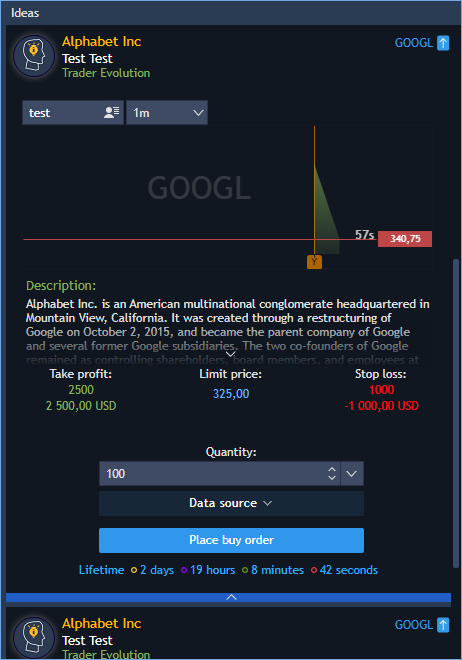 Ideas
Alphabet Inc
GOOGL
Test Test
Trader Evolution
test
1m
GOOGL
57s
340,75
Y
Description:
Alphabet Inc. is an American multinational conglomerate headquartered in
Mountain View, California. It was created through a restructuring of
Google on October 2, 2015, and became the parent company of Google
and several former Google subsidiaries. The two co-founders of Google
remained as controlling shareholders, board members, and employees at
Take profit:
Limit price:
Stop loss:
2500
325,00
1000
2 500,00 USD
-1 000,00 USD
Quantity:
100
Data source
Place buy order
Lifetime 2 days 19 hours 8 minutes 42 seconds
Alphabet Inc
GOOGL
Test Test
Trader Evolution